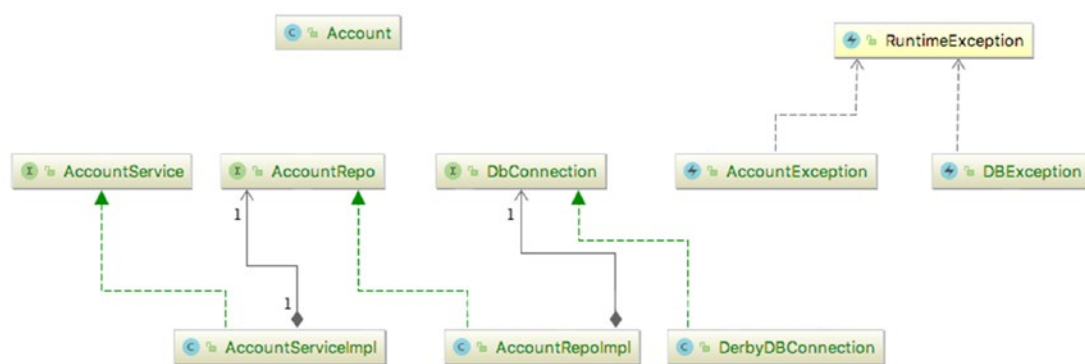 Account
RuntimeException
AccountService
AccountRepo
DbConnection
AccountException
DBException
1
1
1
AccountServiceImpl
AccountRepoImpl
DerbyDBConnection